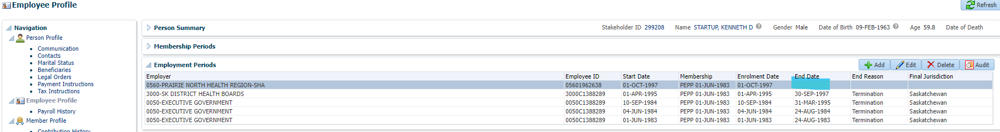 Employee Profile
Refresh
Navigation
Person Profile
Communication
Contacts
Marital Status
Beneficiaries
Legal Orders
Payment Instructions
Tax Instructions
Employee Profile
Payroll History
Member Profile
Contribution History
Person Summary Stakeholder ID 299208 Name STARTUP, KENNETH D Gender Male Date of Birth 09-FEB-1963 Age 59.8 Date of Death
Membership Periods
Employment Periods Add Edit Delete Audit
Employer Employee ID Start Date Membership Enrolment Date End Date End Reason Final Jurisdiction
0560-PRAIRIE NORTH HEALTH REGION-SHA 05601962638 01-OCT-1997 PEPP 01-JUN-1983 01-OCT-1997
3000-SK DISTRICT HEALTH BOARDS 3000C1388289 01-APR-1995 PEPP 01-JUN-1983 01-APR-1995 30-SEP-1997 Termination Saskatchewan
0050-EXECUTIVE GOVERNMENT 0050C1388289 10-SEP-1984 PEPP 01-JUN-1983 10-SEP-1984 31-MAR-1995 Termination Saskatchewan
0050-EXECUTIVE GOVERNMENT 0050C1388289 04-JUN-1984 PEPP 01-JUN-1983 04-JUN-1984 24-AUG-1984 Termination Saskatchewan
0050-EXECUTIVE GOVERNMENT 0050C1388289 01-JUN-1983 PEPP 01-JUN-1983 01-JUN-1983 24-AUG-1983 Termination Saskatchewan